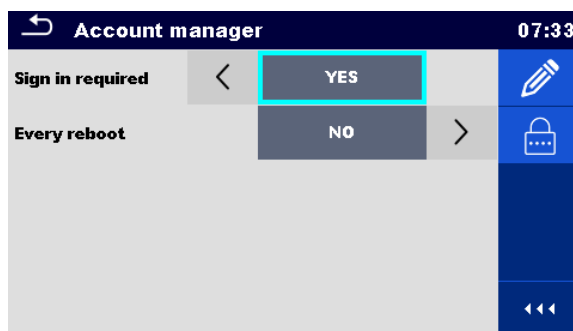 Account manager 07:33
Sign in required YES
Every reboot NO